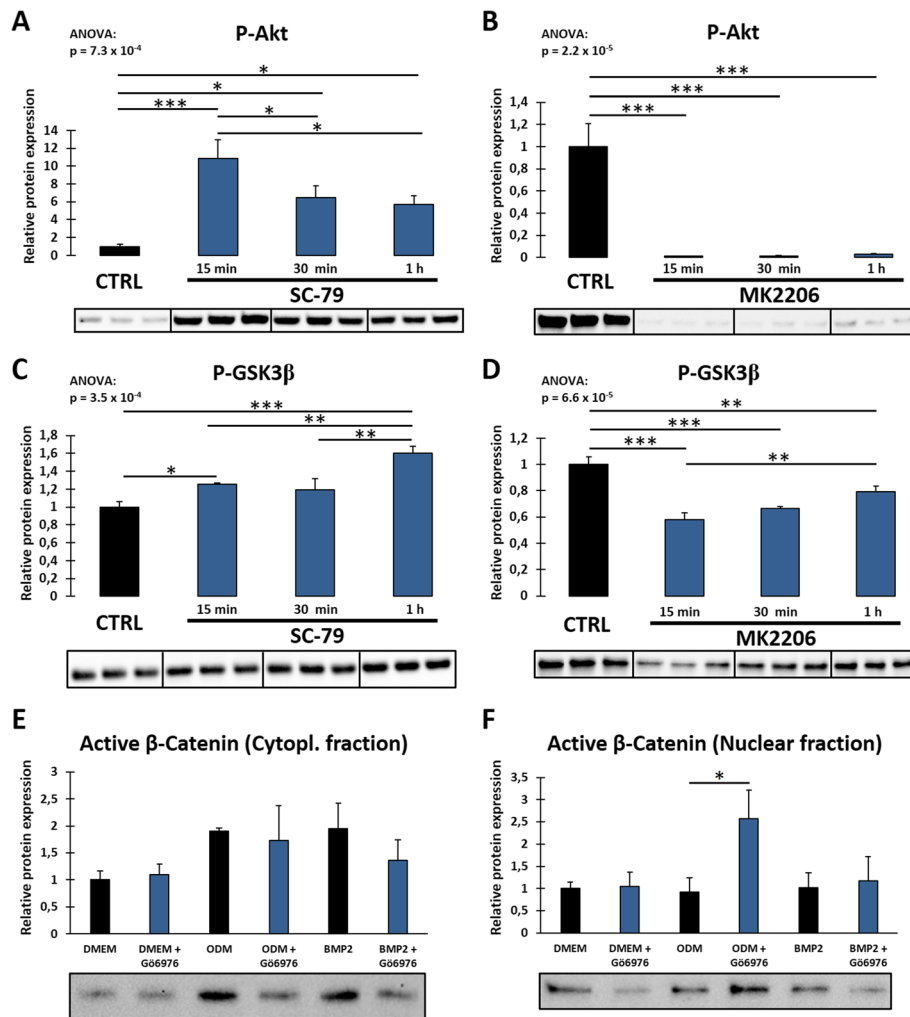 A
P-Akt
ANOVA:
p = 7.3 x 10⁻⁴
*
*
***
*
*
Relative protein expression
14
12
10
8
6
4
2
0
CTRL
15 min 30 min 1 h
SC-79
B
P-Akt
ANOVA:
p = 2.2 x 10⁻⁵
***
***
***
Relative protein expression
1,4
1,2
1
0,8
0,6
0,4
0,2
0
CTRL
15 min 30 min 1 h
MK2206
C
P-GSK3β
ANOVA:
p = 3.5 x 10⁻⁴
***
**
**
*
Relative protein expression
1,8
1,6
1,4
1,2
1
0,8
0,6
0,4
0,2
0
CTRL
15 min 30 min 1 h
SC-79
D
P-GSK3β
ANOVA:
p = 6.6 x 10⁻⁵
**
***
***
**
Relative protein expression
1,2
1
0,8
0,6
0,4
0,2
0
CTRL
15 min 30 min 1 h
MK2206
E
Active β-Catenin (Cytopl. fraction)
Relative protein expression
3
2,5
2
1,5
1
0,5
0
DMEM DMEM + Gö6976 ODM ODM + Gö6976 BMP2 BMP2 + Gö6976
F
Active β-Catenin (Nuclear fraction)
*
Relative protein expression
3,5
3
2,5
2
1,5
1
0,5
0
DMEM DMEM + Gö6976 ODM ODM + Gö6976 BMP2 BMP2 + Gö6976